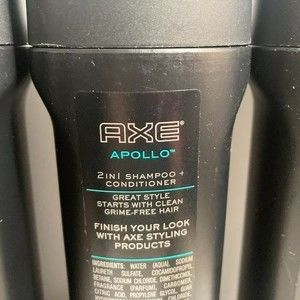 AXE
APOLLO™
2 IN 1 SHAMPOO +
CONDITIONER
GREAT STYLE
STARTS WITH CLEAN
GRIME-FREE HAIR
FINISH YOUR LOOK
WITH AXE STYLING
PRODUCTS
INGREDIENTS: WATER (AQUA), SODIUM
LAURETH SULFATE, COCAMIDOPROPYL
BETAINE, SODIUM CHLORIDE, DIMETHICONOL,
FRAGRANCE (PARFUM), CARBOMER,
CITRIC ACID, PROPYLENE GLYCOL, GUAR